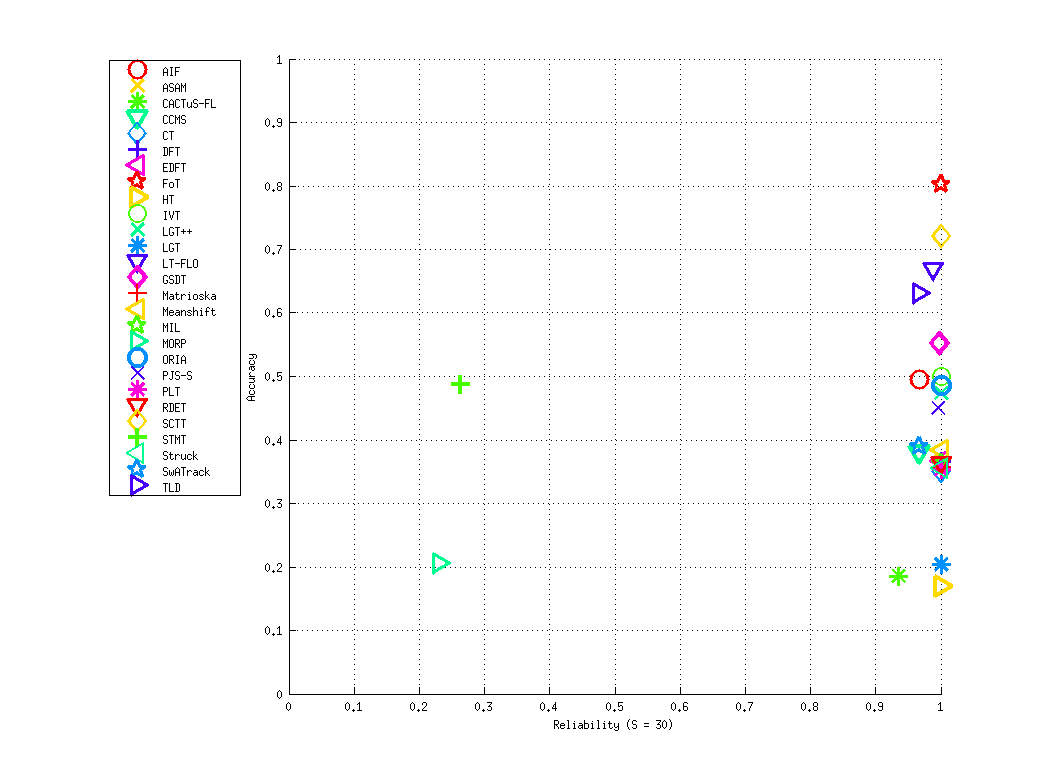 AIF
ASAM
CACTuS-FL
CCMS
CT
DFT
EDFT
FoT
HT
IVT
LGT++
LGT
LT-FLO
GSDT
Matrioska
Meanshift
MIL
MORP
ORIA
PJS-S
PLT
RDET
SCTT
STMT
Struck
SwATrack
TLD
Accuracy
1
0.9
0.8
0.7
0.6
0.5
0.4
0.3
0.2
0.1
0
0 0.1 0.2 0.3 0.4 0.5 0.6 0.7 0.8 0.9 1
Reliability (S = 30)